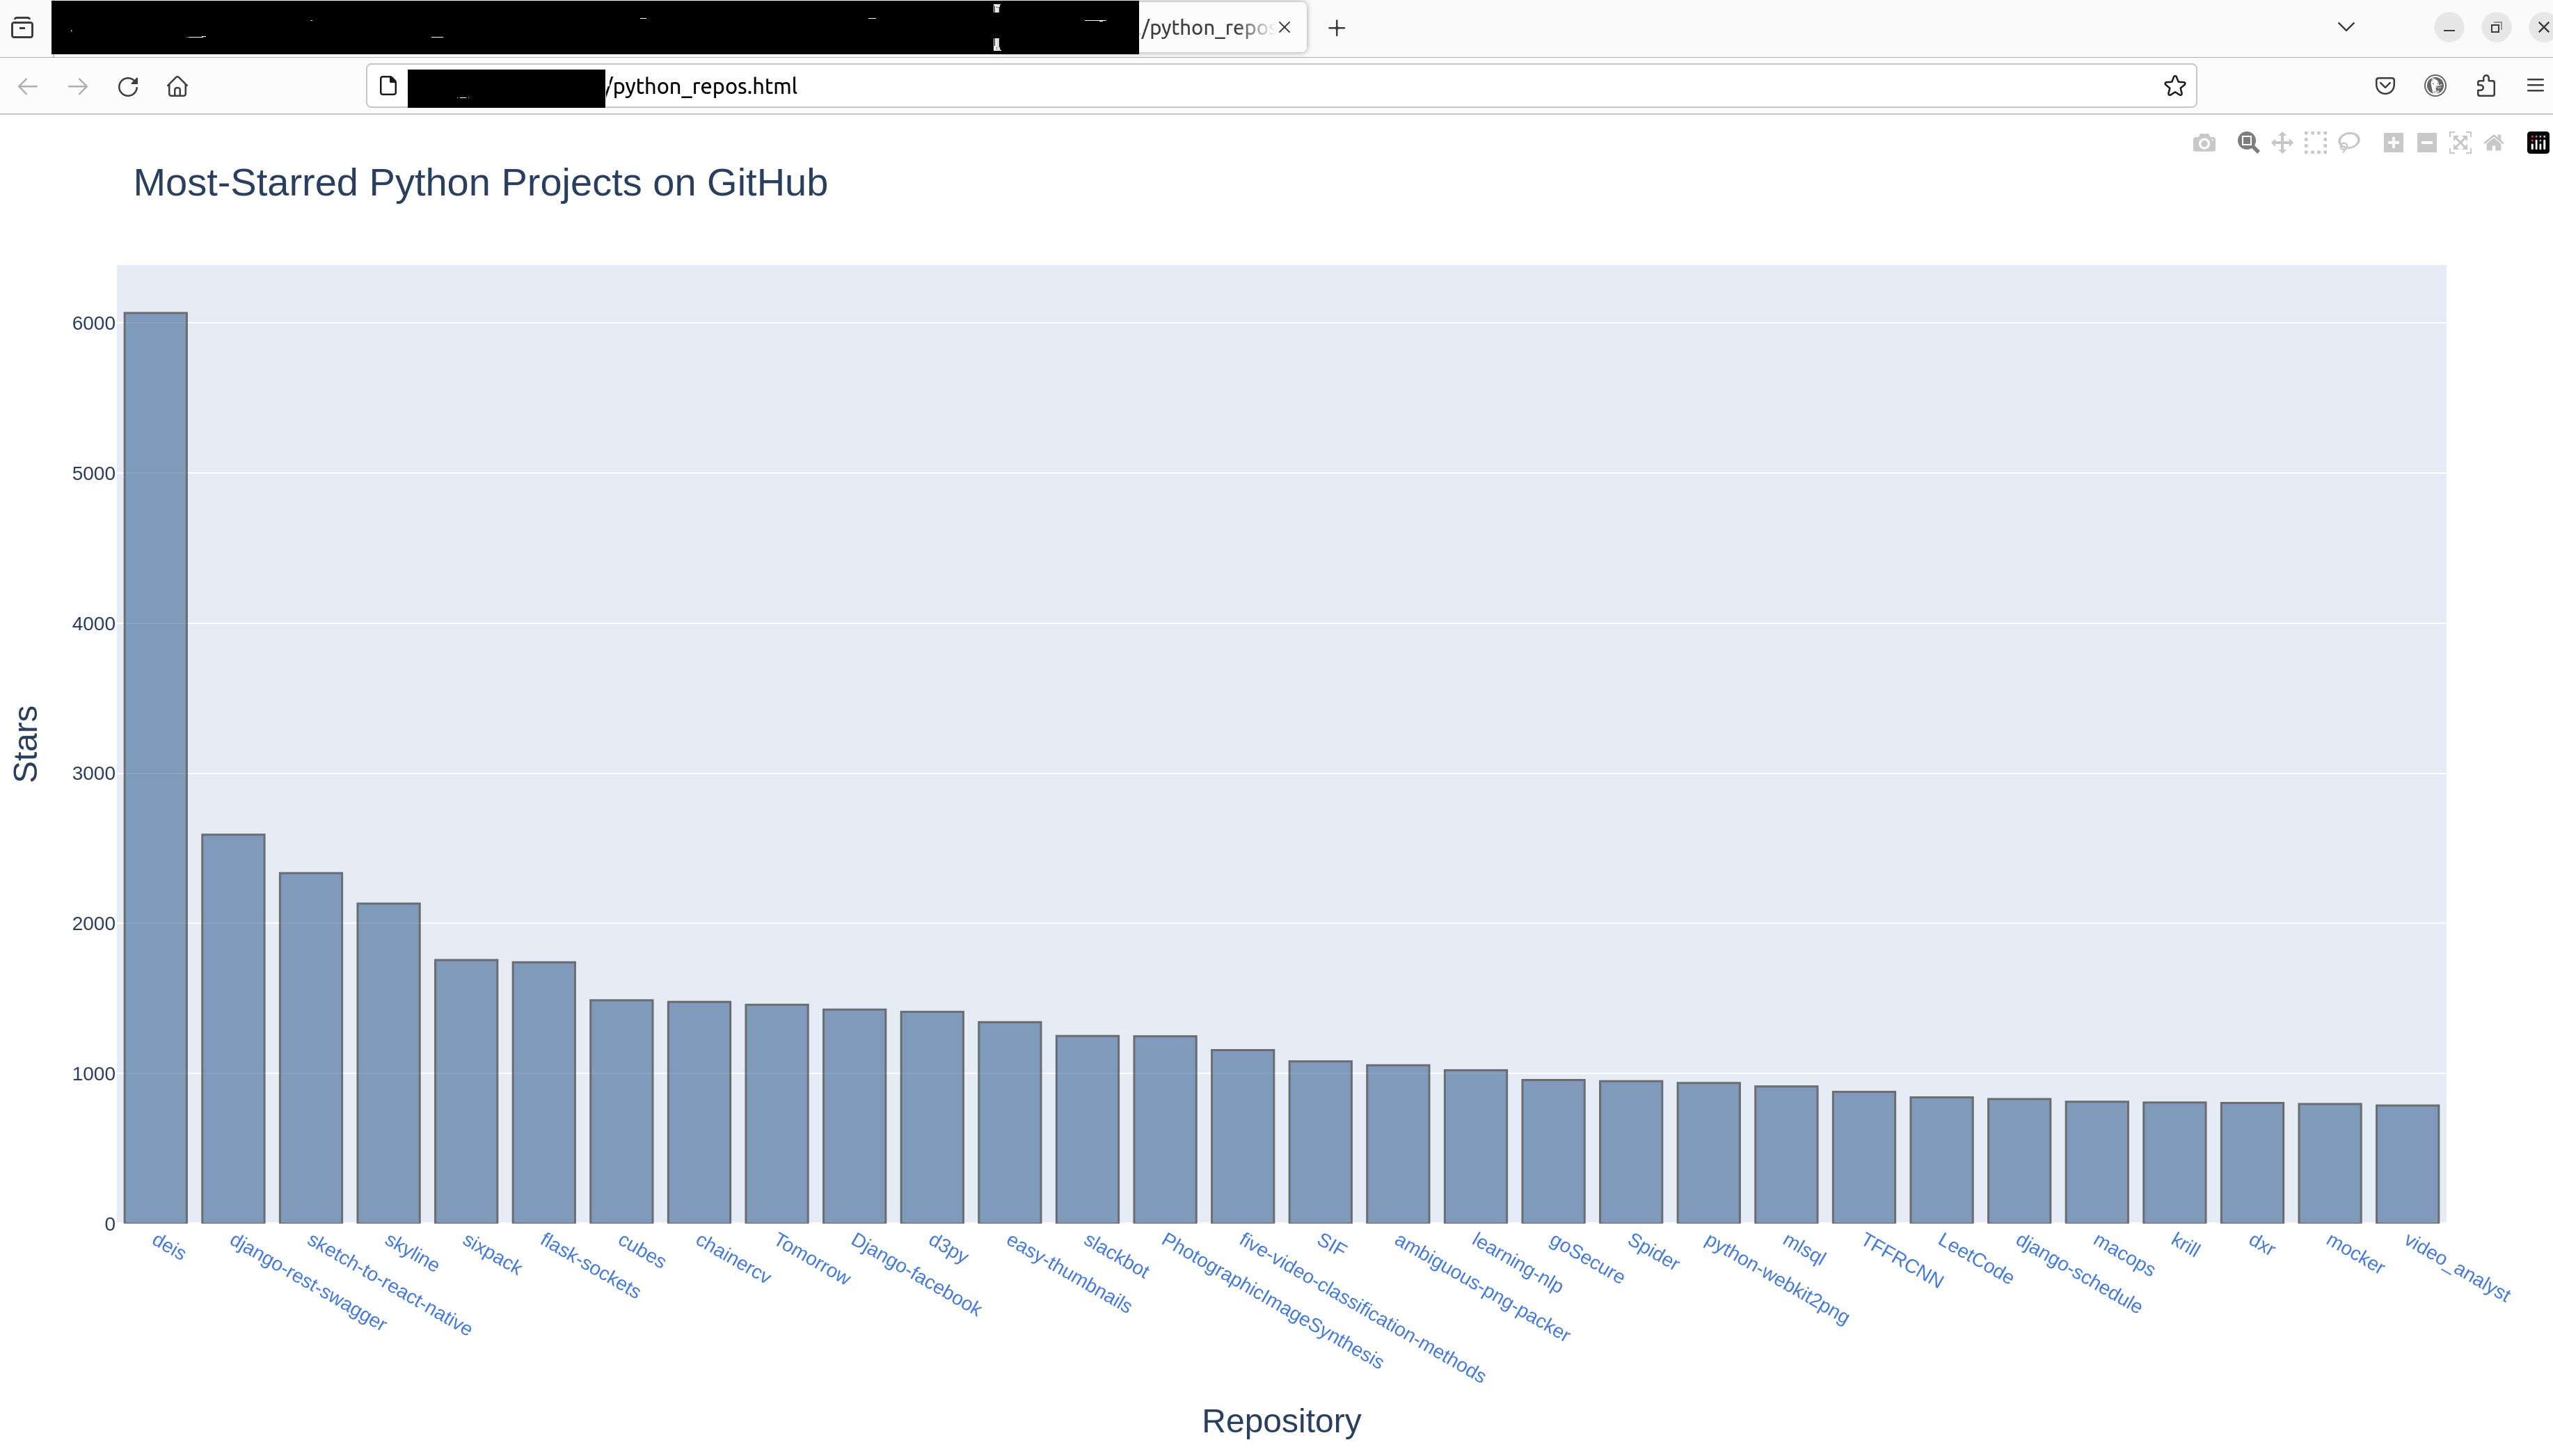 /python_repos
/python_repos.html
Most-Starred Python Projects on GitHub
6000
5000
4000
3000
2000
1000
0
Stars
deis
django-rest-swagger
sketch-to-react-native
skyline
sixpack
flask-sockets
cubes
chainercv
Tomorrow
Django-facebook
d3py
easy-thumbnails
slackbot
PhotographicImageSynthesis
five-video-classification-methods
SIF
ambiguous-png-packer
learning-nlp
goSecure
Spider
python-webkit2png
mlsql
TFFRCNN
LeetCode
django-schedule
macops
krill
dxr
mocker
video_analyst
Repository